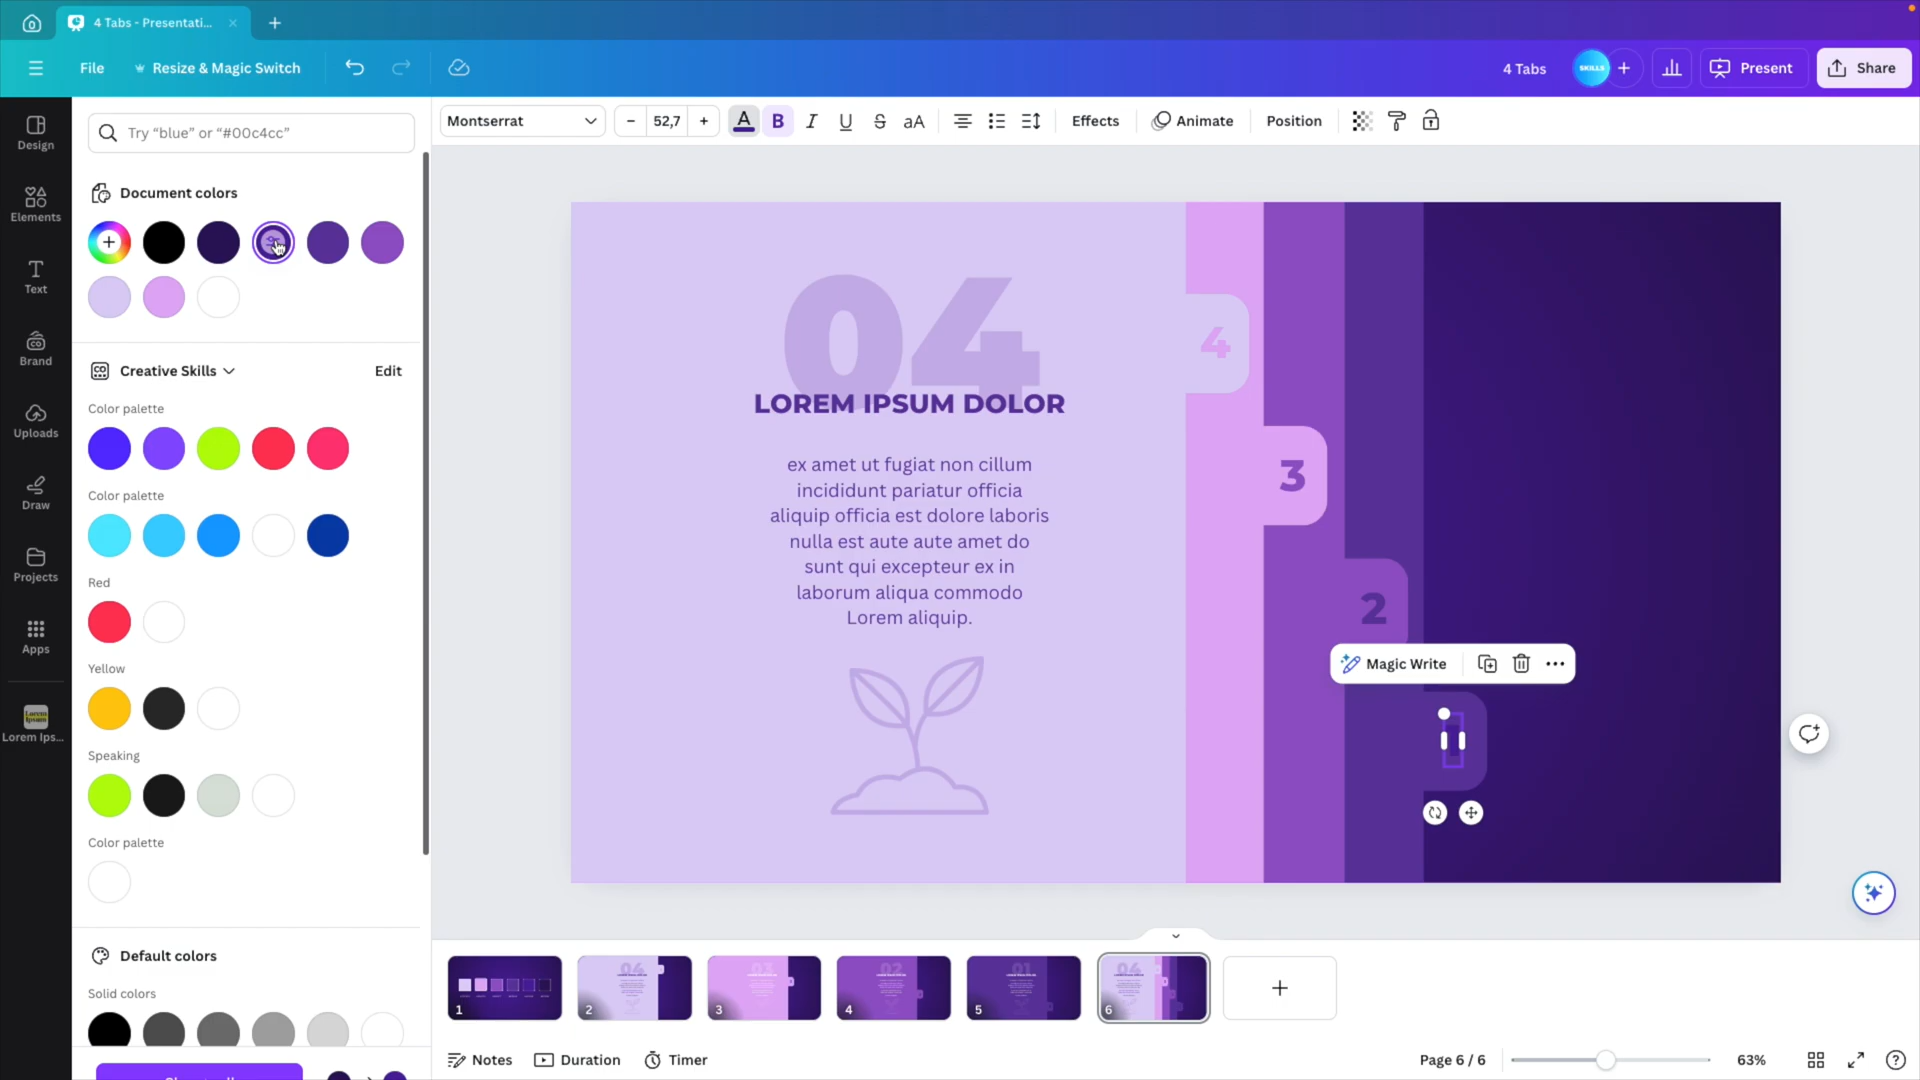 4 Tabs - Presentati...
File
Resize & Magic Switch
4 Tabs
SKILLS
Present
Share
Design
Elements
Text
Brand
Uploads
Draw
Projects
Apps
Lorem Ipsum
Lorem Ips...
Try “blue” or “#00c4cc”
Document colors
Creative Skills
Edit
Color palette
Color palette
Red
Yellow
Speaking
Color palette
Default colors
Solid colors
Montserrat
52,7
A
B
I
U
S
aA
Effects
Animate
Position
04
LOREM IPSUM DOLOR
ex amet ut fugiat non cillum
incididunt pariatur officia
aliquip officia est dolore laboris
nulla est aute aute amet do
sunt qui excepteur ex in
laborum aliqua commodo
Lorem aliquip.
4
3
2
Magic Write
1
2
3
4
5
6
Notes
Duration
Timer
Page 6 / 6
63%